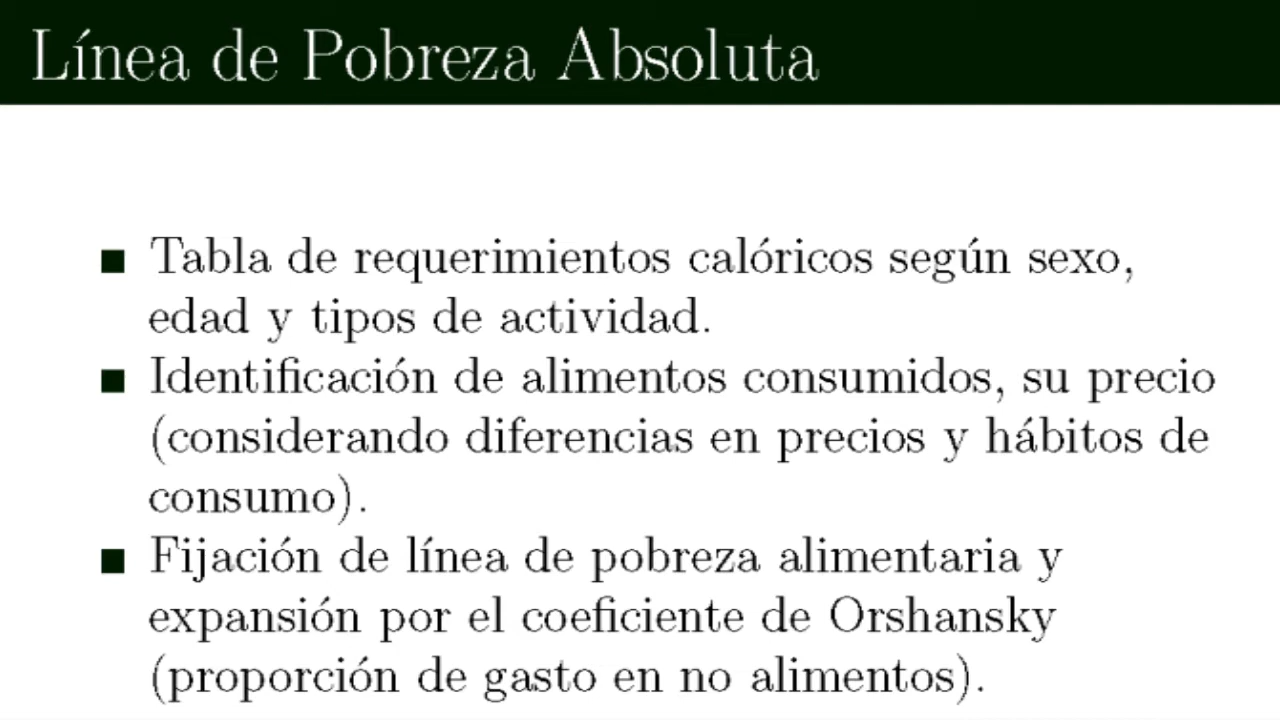 Línea de Pobreza Absoluta
Tabla de requerimientos calóricos según sexo,
edad y tipos de actividad.
Identificación de alimentos consumidos, su precio
(considerando diferencias en precios y hábitos de
consumo).
Fijación de línea de pobreza alimentaria y
expansión por el coeficiente de Orshansky
(proporción de gasto en no alimentos).